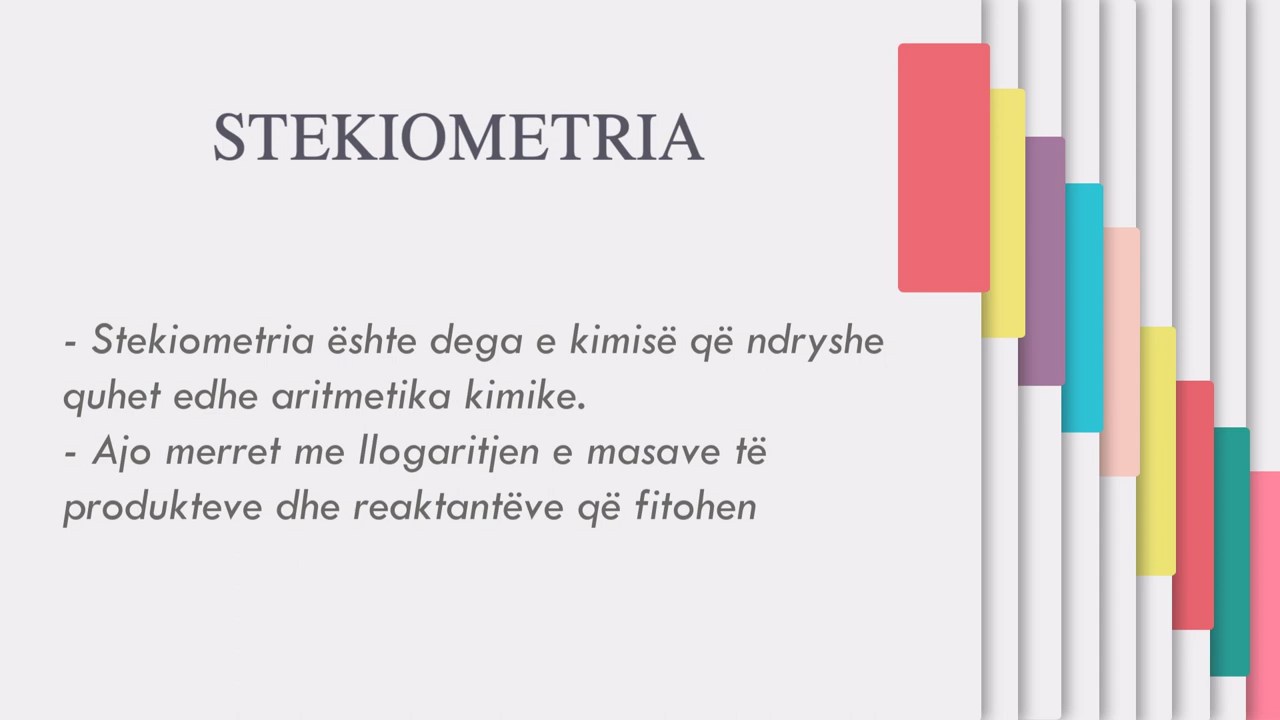 STEKIOMETRIA
- Stekiometria është dega e kimisë që ndryshe
quhet edhe aritmetika kimike.
- Ajo merret me llogaritjen e masave të
produkteve dhe reaktantëve që fitohen